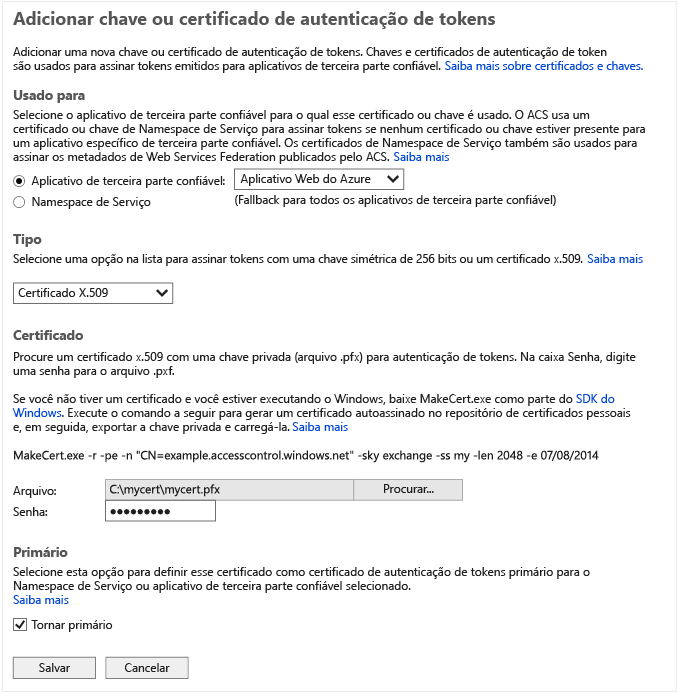 Adicionar chave ou certificado de autenticação de tokens
Adicionar uma nova chave ou certificado de autenticação de tokens. Chaves e certificados de autenticação de token
são usados para assinar tokens emitidos para aplicativos de terceira parte confiável. Saiba mais sobre certificados e chaves.
Usado para
Selecione o aplicativo de terceira parte confiável para o qual esse certificado ou chave é usado. O ACS usa um
certificado ou chave de Namespace de Serviço para assinar tokens se nenhum certificado ou chave estiver presente para
um aplicativo específico de terceira parte confiável. Os certificados de Namespace de Serviço também são usados para
assinar os metadados de Web Services Federation publicados pelo ACS. Saiba mais
Aplicativo de terceira parte confiável: Aplicativo Web do Azure
Namespace de Serviço (Fallback para todos os aplicativos de terceira parte confiável)
Tipo
Selecione uma opção na lista para assinar tokens com uma chave simétrica de 256 bits ou um certificado x.509. Saiba mais
Certificado X.509
Certificado
Procure um certificado x.509 com uma chave privada (arquivo .pfx) para autenticação de tokens. Na caixa Senha, digite
uma senha para o arquivo .pxf.
Se você não tiver um certificado e você estiver executando o Windows, baixe MakeCert.exe como parte do SDK do
Windows. Execute o comando a seguir para gerar um certificado autoassinado no repositório de certificados pessoais
e, em seguida, exportar a chave privada e carregá-la. Saiba mais
MakeCert.exe -r -pe -n "CN=example.accesscontrol.windows.net" -sky exchange -ss my -len 2048 -e 07/08/2014
Arquivo: C:\mycert\mycert.pfx Procurar...
Senha: ●●●●●●●●●
Primário
Selecione esta opção para definir esse certificado como certificado de autenticação de tokens primário para o
Namespace de Serviço ou aplicativo de terceira parte confiável selecionado.
Saiba mais
Tornar primário
Salvar Cancelar